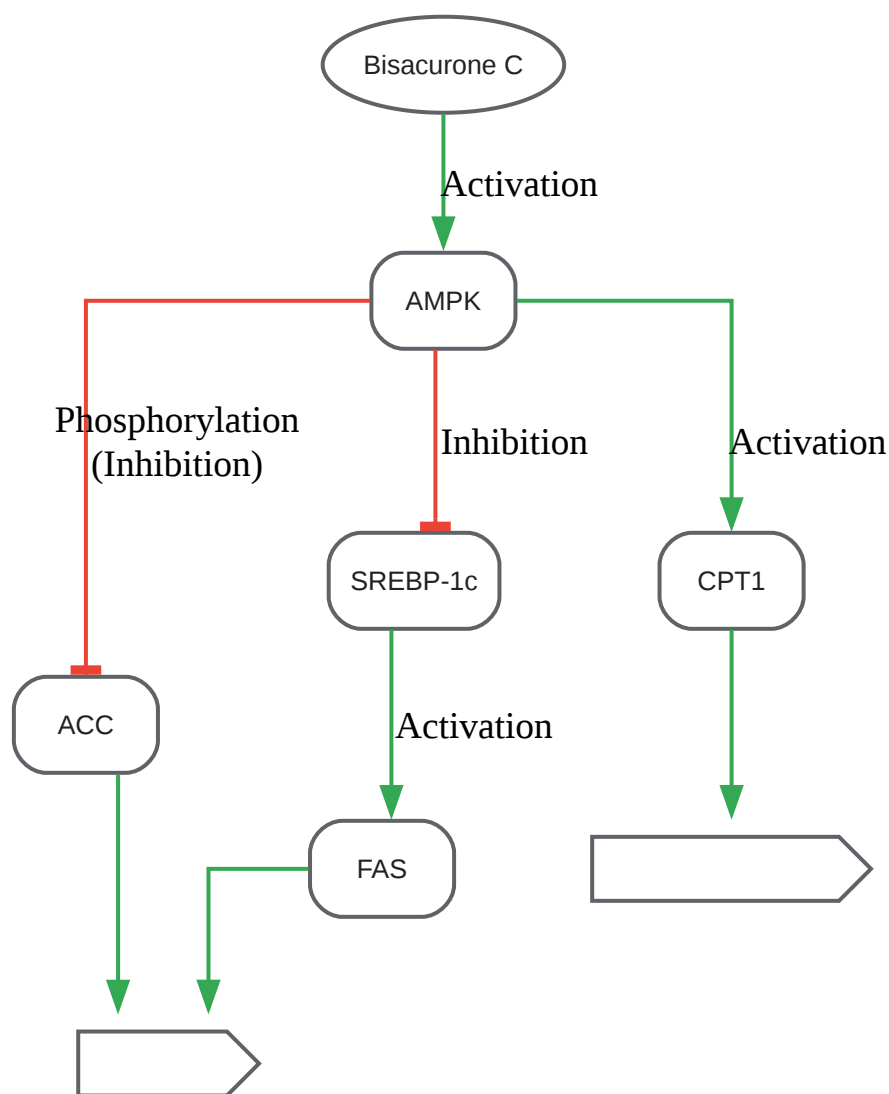 Bisacurone C
Activation
AMPK
Phosphorylation
(Inhibition)
Inhibition
Activation
SREBP-1c
CPT1
ACC
Activation
FAS